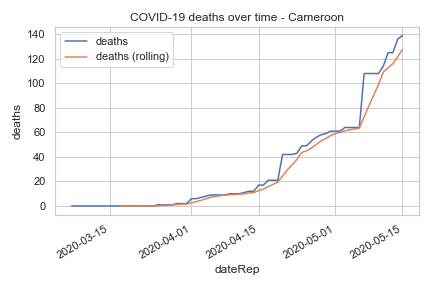 COVID-19 deaths over time - Cameroon
deaths
deaths (rolling)
140
120
100
80
60
40
20
0
deaths
2020-03-15
2020-04-01
2020-04-15
2020-05-01
2020-05-15
dateRep